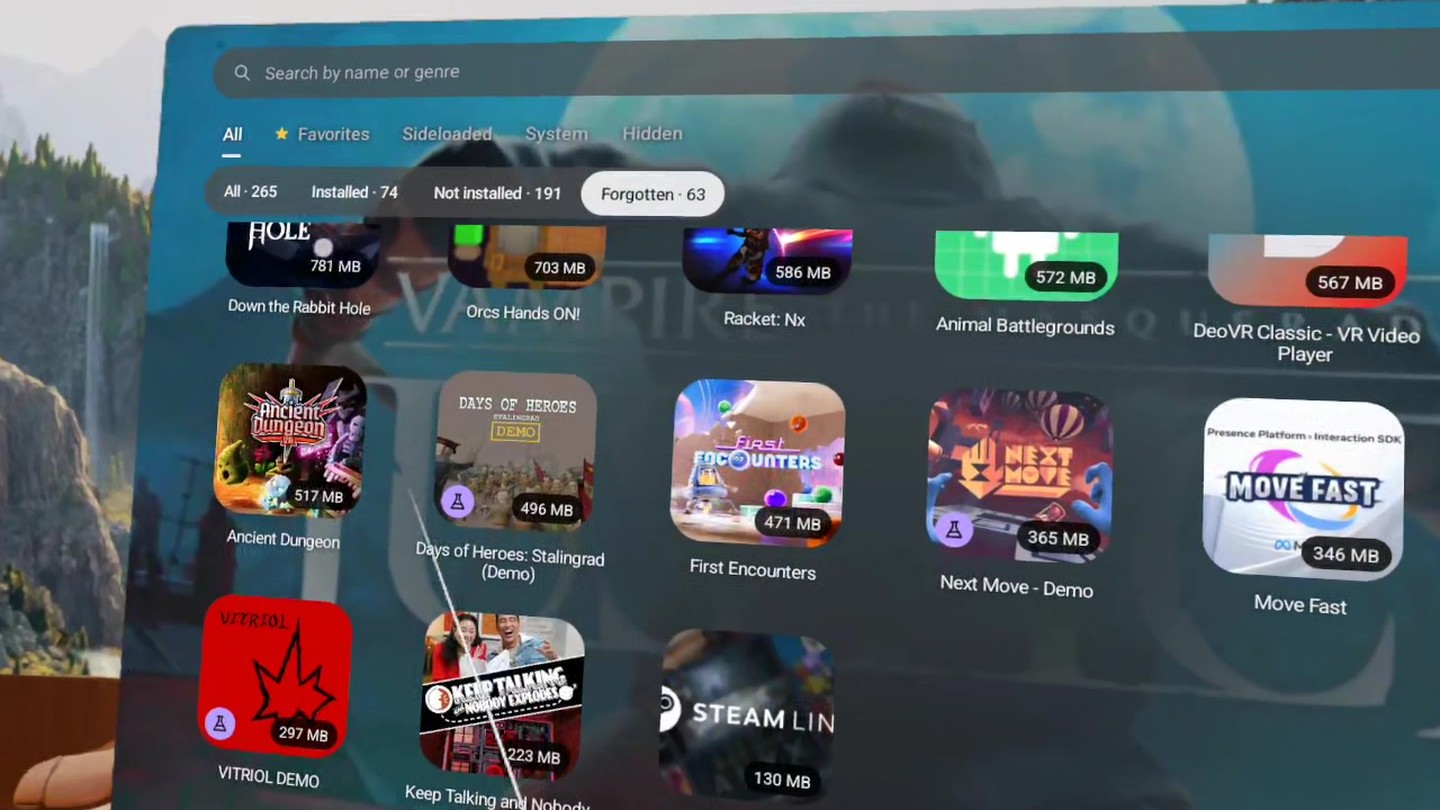 Search by name or genre
All
Favorites
Sideloaded
System
Hidden
All · 265
Installed · 74
Not installed · 191
Forgotten · 63
HOLE
781 MB
703 MB
586 MB
572 MB
567 MB
Down the Rabbit Hole
Orcs Hands ON!
Racket: Nx
Animal Battlegrounds
DeoVR Classic - VR Video
Player
VAMPIRE
Ancient
Dungeon
VR
517 MB
DAYS OF HEROES
STALINGRAD
DEMO
496 MB
First
ENCOUNTERS
471 MB
NEXT
MOVE
365 MB
Presence Platform › Interaction SDK
MOVE FAST
346 MB
Ancient Dungeon
Days of Heroes: Stalingrad
(Demo)
First Encounters
Next Move - Demo
Move Fast
VITRIOL
297 MB
KEEP TALKING
and NOBODY EXPLODES
223 MB
STEAM LIN
130 MB
VITRIOL DEMO
Keep Talking and Nobody